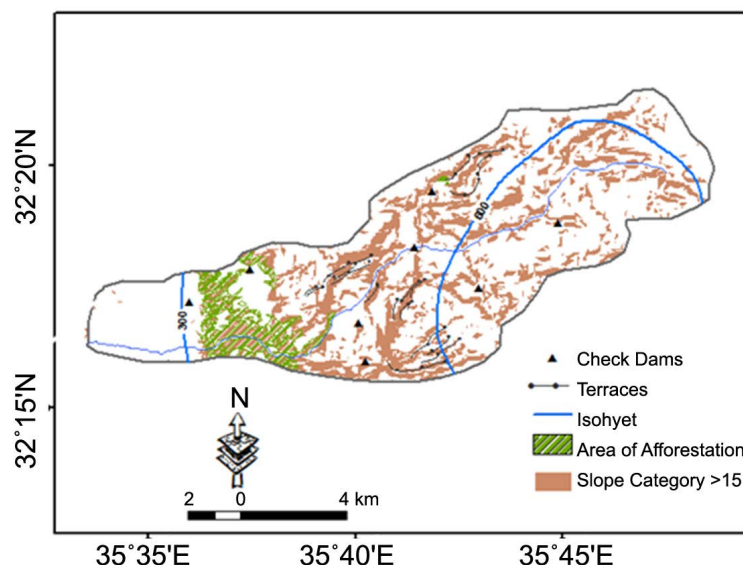 32°20'N
600
300
32°15'N
N
2 0 4 km
Check Dams
Terraces
Isohyet
Area of Afforestation
Slope Category >15
35°35'E 35°40'E 35°45'E